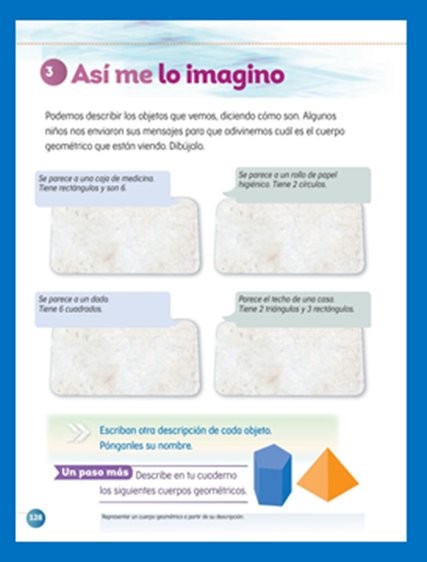 3
Así me lo imagino
Podemos describir los objetos que vemos, diciendo cómo son. Algunos
niños nos enviaron sus mensajes para que adivinemos cuál es el cuerpo
geométrico que están viendo. Dibújalo.
Se parece a una caja de medicina.
Tiene rectángulos y son 6.
Se parece a un rollo de papel
higiénico. Tiene 2 círculos.
Se parece a un dado.
Tiene 6 cuadrados.
Parece el techo de una casa.
Tiene 2 triángulos y 3 rectángulos.
Escriban otra descripción de cada objeto.
Pónganles su nombre.
Un paso más Describe en tu cuaderno
los siguientes cuerpos geométricos.
128
Representar un cuerpo geométrico a partir de su descripción.